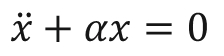 ẍ + αx = 0